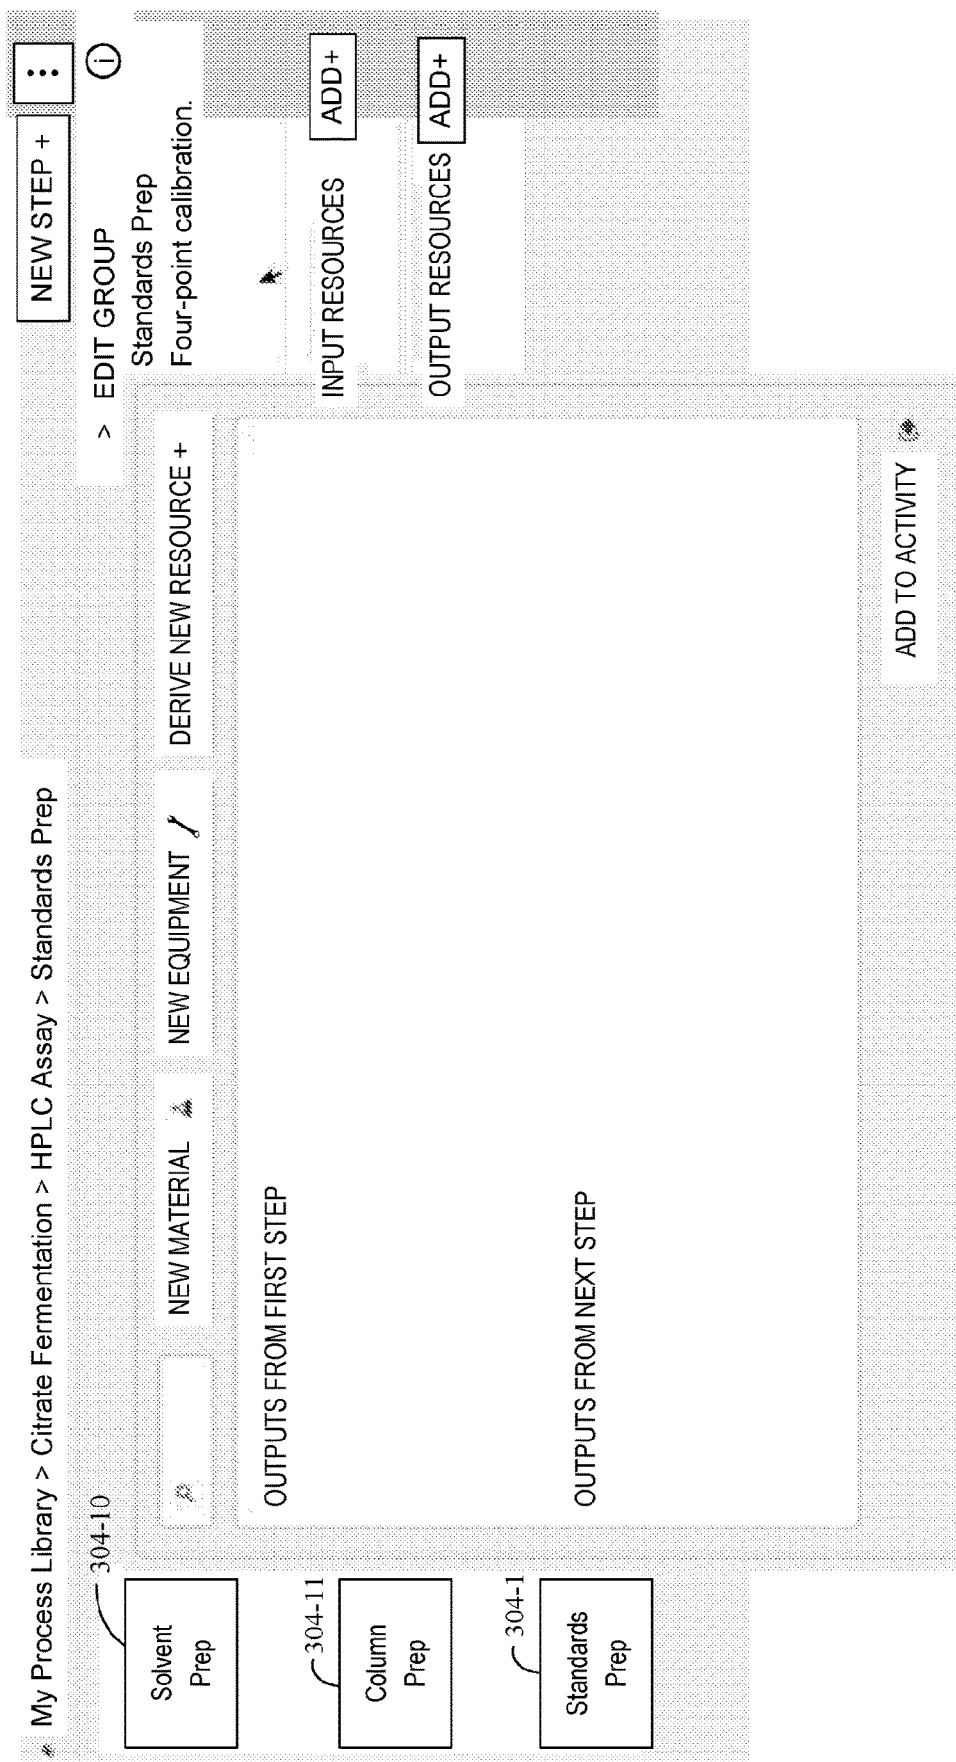 My Process Library > Citrate Fermentation > HPLC Assay > Standards Prep
NEW STEP +
304-10
> EDIT GROUP
Solvent
Prep
NEW MATERIAL
NEW EQUIPMENT
DERIVE NEW RESOURCE +
Standards Prep
Four-point calibration.
OUTPUTS FROM FIRST STEP
304-11
Column
Prep
INPUT RESOURCES
ADD+
OUTPUT RESOURCES
ADD+
304-1
Standards
Prep
OUTPUTS FROM NEXT STEP
ADD TO ACTIVITY